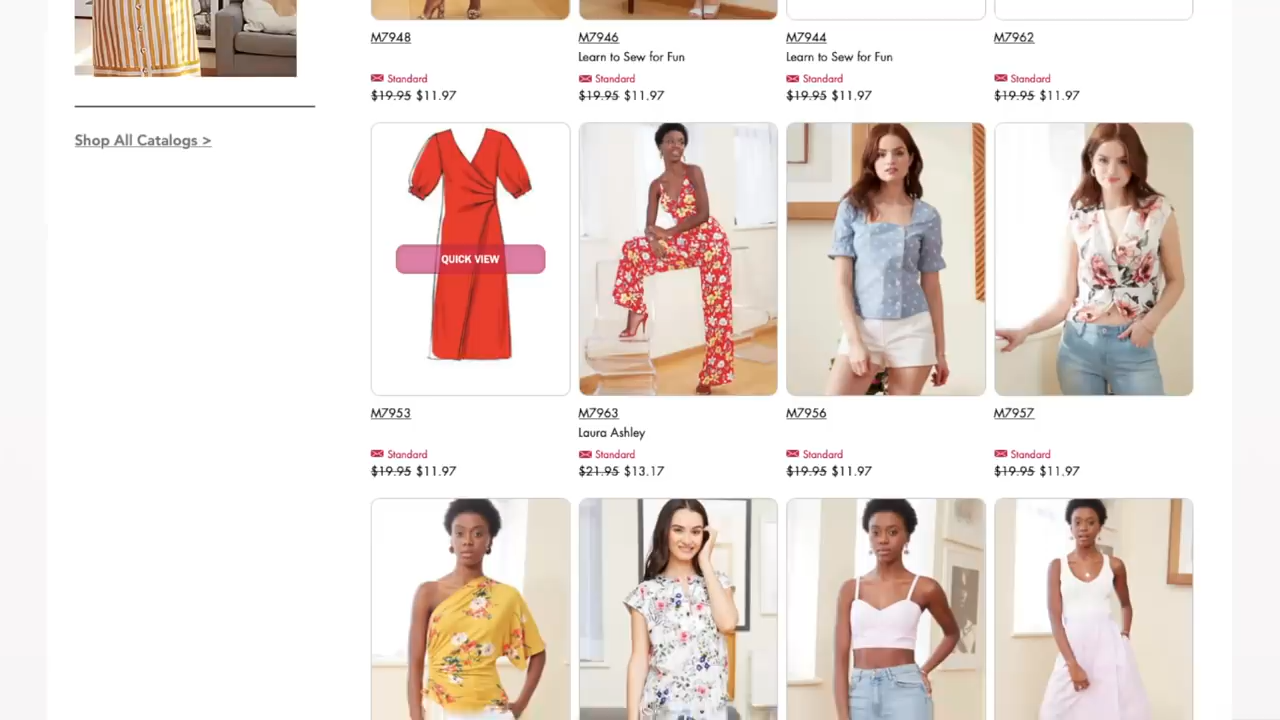 M7948
M7946
M7944
M7962
Learn to Sew for Fun
Learn to Sew for Fun
Standard
Standard
Standard
Standard
$19.95 $11.97
$19.95 $11.97
$19.95 $11.97
$19.95 $11.97
Shop All Catalogs >
QUICK VIEW
M7953
M7963
M7956
M7957
Laura Ashley
Standard
Standard
Standard
Standard
$19.95 $11.97
$21.95 $13.17
$19.95 $11.97
$19.95 $11.97